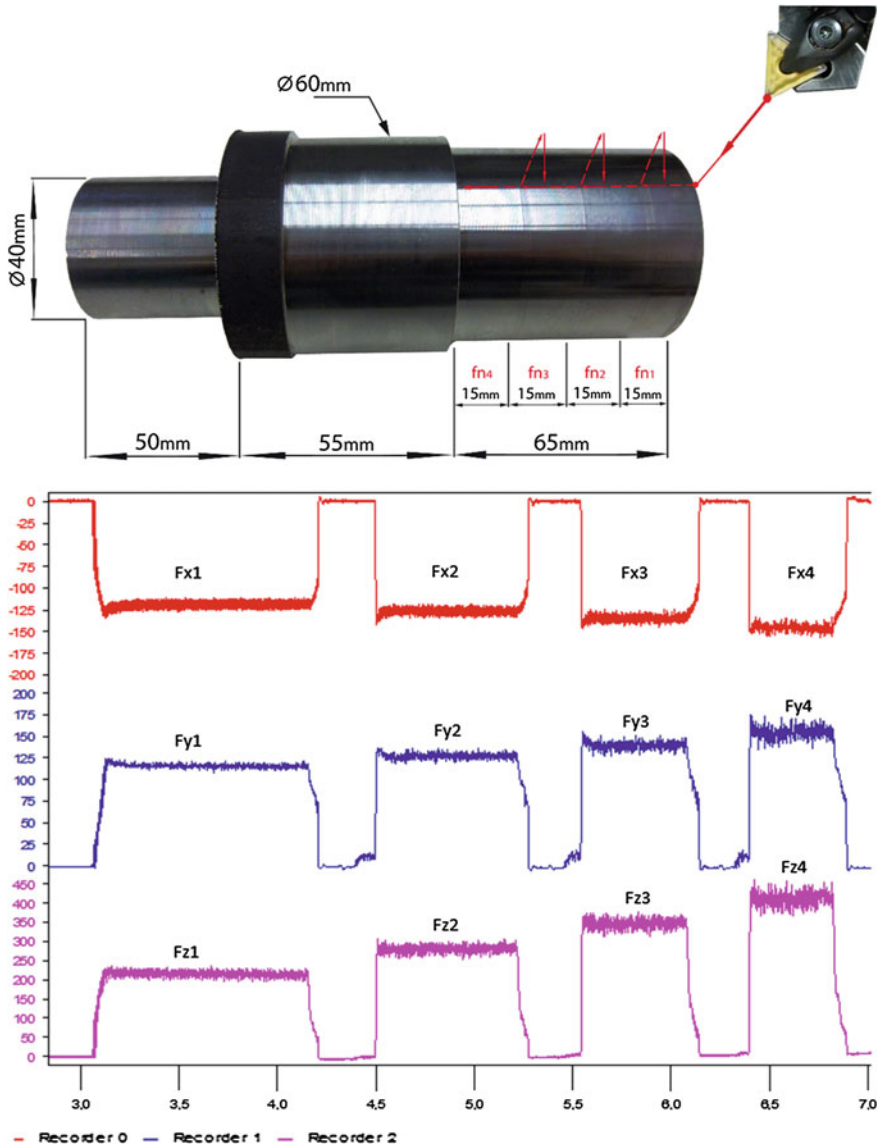 Ø60mm
Ø40mm
fn4 fn3 fn2 fn1
15mm 15mm 15mm 15mm
50mm 55mm 65mm
0
-25
-50
-75
-100
-125
-150
-175
-200
Fx1 Fx2 Fx3 Fx4
200
175
150
125
100
75
50
25
0
Fy1 Fy2 Fy3 Fy4
450
400
350
300
250
200
150
100
50
0
Fz1 Fz2 Fz3 Fz4
3,0 3,5 4,0 4,5 5,0 5,5 6,0 6,5 7,0
Recorder 0 Recorder 1 Recorder 2